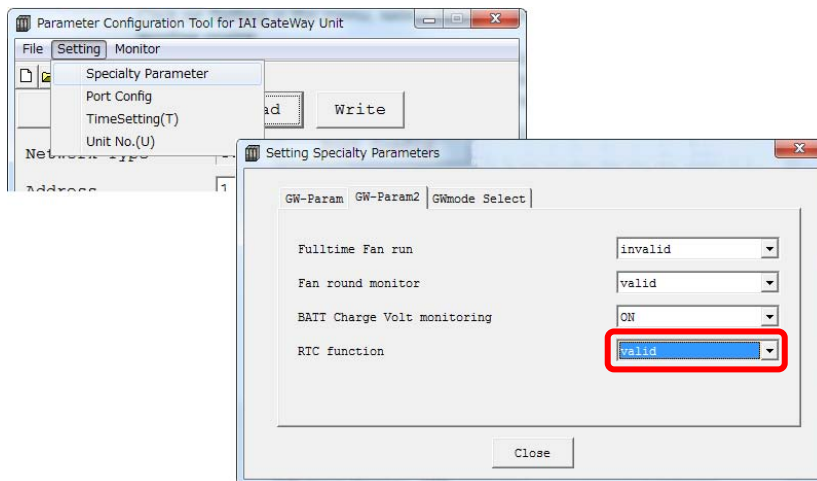 Parameter Configuration Tool for IAI GateWay Unit
File Setting Monitor
Specialty Parameter
Port Config
TimeSetting(T)
Unit No.(U)
Write
Address
1
Setting Specialty Parameters
GW-Param GW-Param2 GWmode Select
Fulltime Fan run invalid
Fan round monitor valid
BATT Charge Volt monitoring ON
RTC function valid
Close